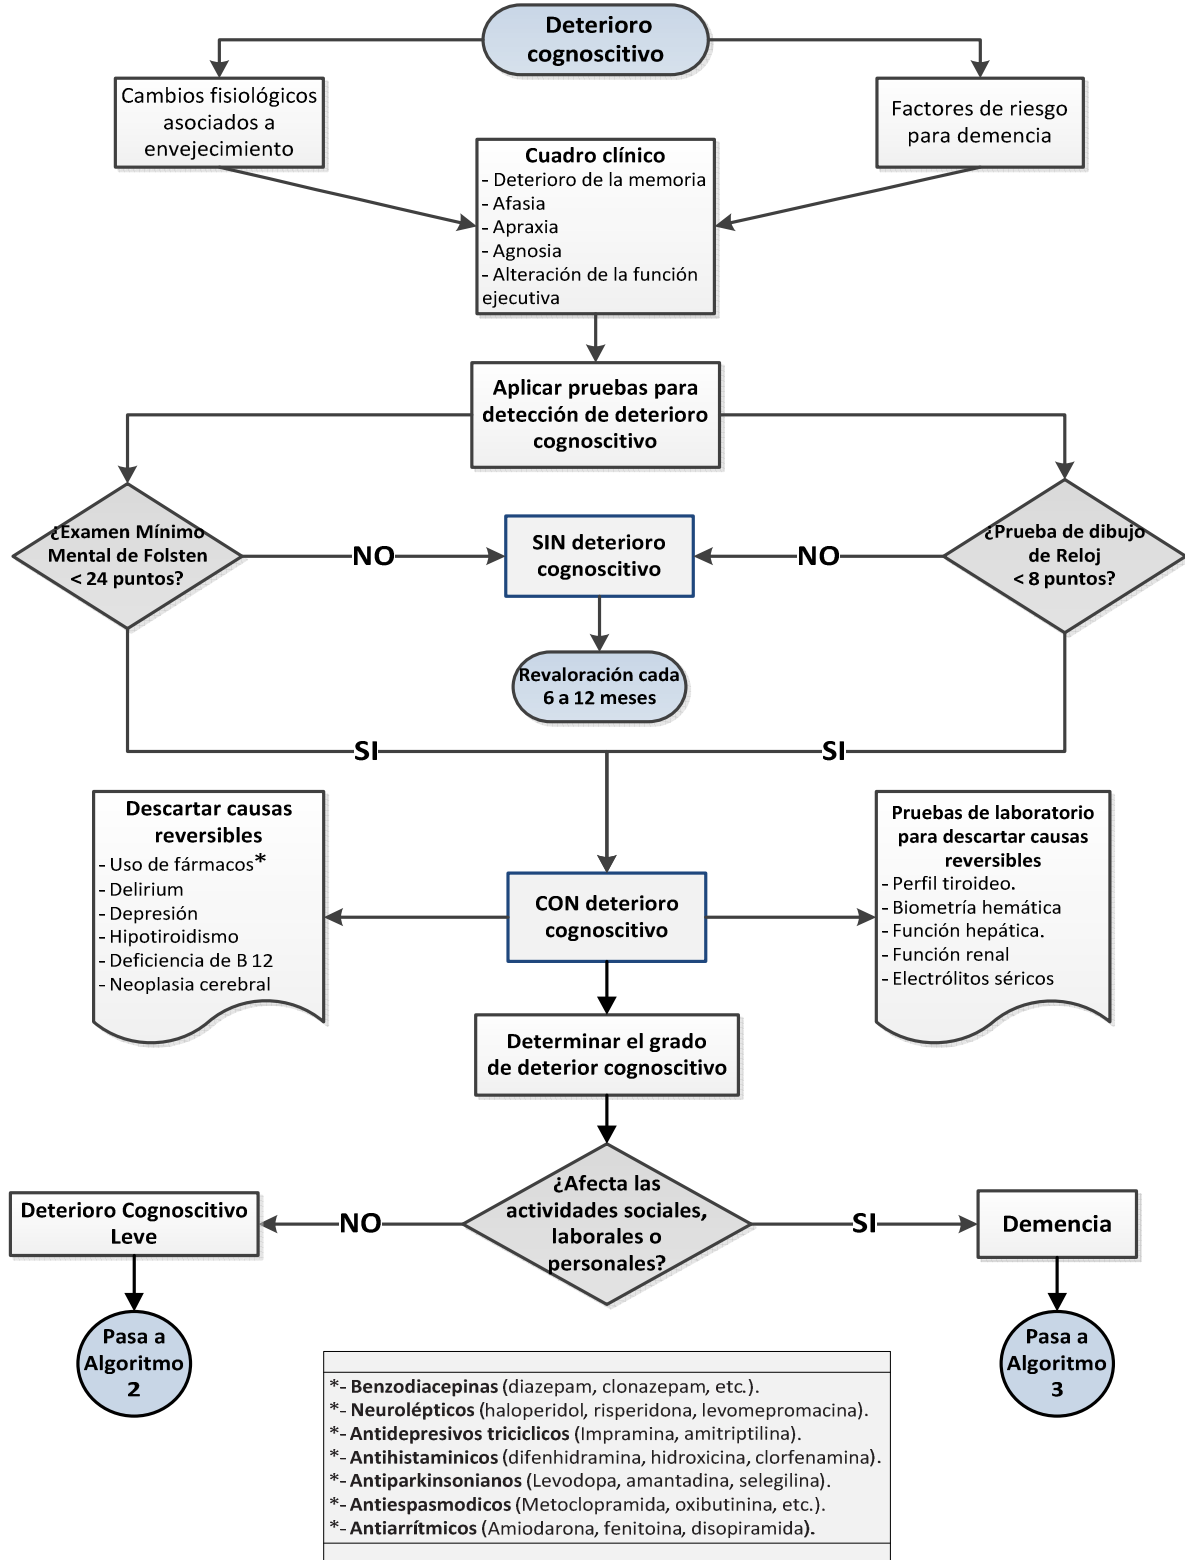 Deterioro
cognoscitivo
Cambios fisiológicos
asociados a
envejecimiento
Factores de riesgo
para demencia
Cuadro clínico
- Deterioro de la memoria
- Afasia
- Apraxia
- Agnosia
- Alteración de la función
ejecutiva
Aplicar pruebas para
detección de deterioro
cognoscitivo
¿Examen Mínimo
Mental de Folsten
< 24 puntos?
NO
SIN deterioro
cognoscitivo
NO
¿Prueba de dibujo
de Reloj
< 8 puntos?
Revaloración cada
6 a 12 meses
SI
SI
Descartar causas
reversibles
- Uso de fármacos*
- Delirium
- Depresión
- Hipotiroidismo
- Deficiencia de B 12
- Neoplasia cerebral
CON deterioro
cognoscitivo
Pruebas de laboratorio
para descartar causas
reversibles
- Perfil tiroideo.
- Biometría hemática
- Función hepática.
- Función renal
- Electrólitos séricos
Determinar el grado
de deterior cognoscitivo
¿Afecta las
actividades sociales,
laborales o
personales?
NO
Deterioro Cognoscitivo
Leve
SI
Demencia
Pasa a
Algoritmo
2
Pasa a
Algoritmo
3
*- Benzodiacepinas (diazepam, clonazepam, etc.).
*- Neurolépticos (haloperidol, risperidona, levomepromacina).
*- Antidepresivos triciclicos (Impramina, amitriptilina).
*- Antihistaminicos (difenhidramina, hidroxicina, clorfenamina).
*- Antiparkinsonianos (Levodopa, amantadina, selegilina).
*- Antiespasmodicos (Metoclopramida, oxibutinina, etc.).
*- Antiarrítmicos (Amiodarona, fenitoina, disopiramida).